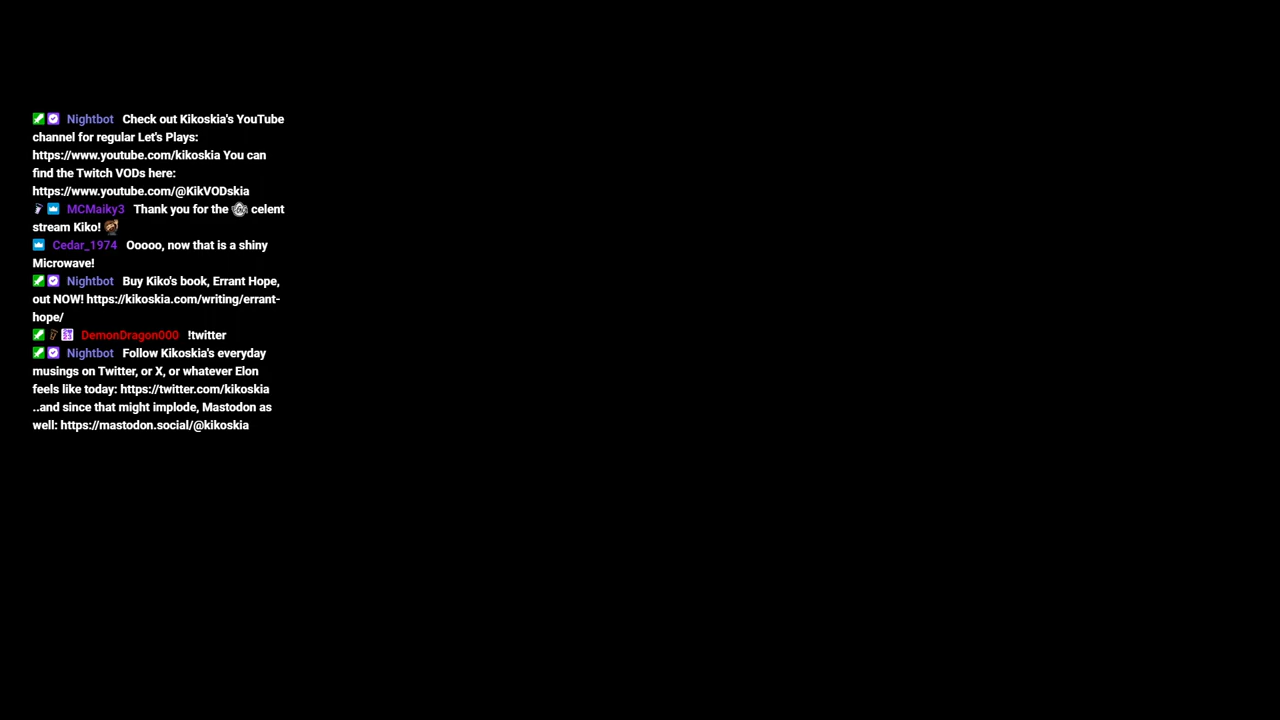 Nightbot Check out Kikoskia's YouTube
channel for regular Let's Plays:
https://www.youtube.com/kikoskia You can
find the Twitch VODs here:
https://www.youtube.com/@KikVODskia
MCMaiky3 Thank you for the celent
stream Kiko!
Cedar_1974 Ooooo, now that is a shiny
Microwave!
Nightbot Buy Kiko's book, Errant Hope,
out NOW! https://kikoskia.com/writing/errant-
hope/
DemonDragon000 !twitter
Nightbot Follow Kikoskia's everyday
musings on Twitter, or X, or whatever Elon
feels like today: https://twitter.com/kikoskia
..and since that might implode, Mastodon as
well: https://mastodon.social/@kikoskia